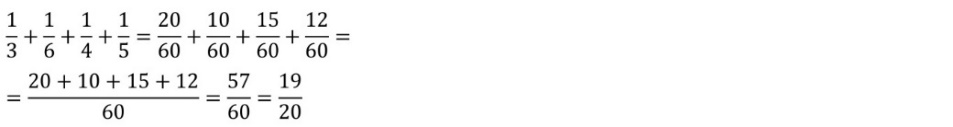 1/3 + 1/6 + 1/4 + 1/5 = 20/60 + 10/60 + 15/60 + 12/60 =
= (20 + 10 + 15 + 12)/60 = 57/60 = 19/20